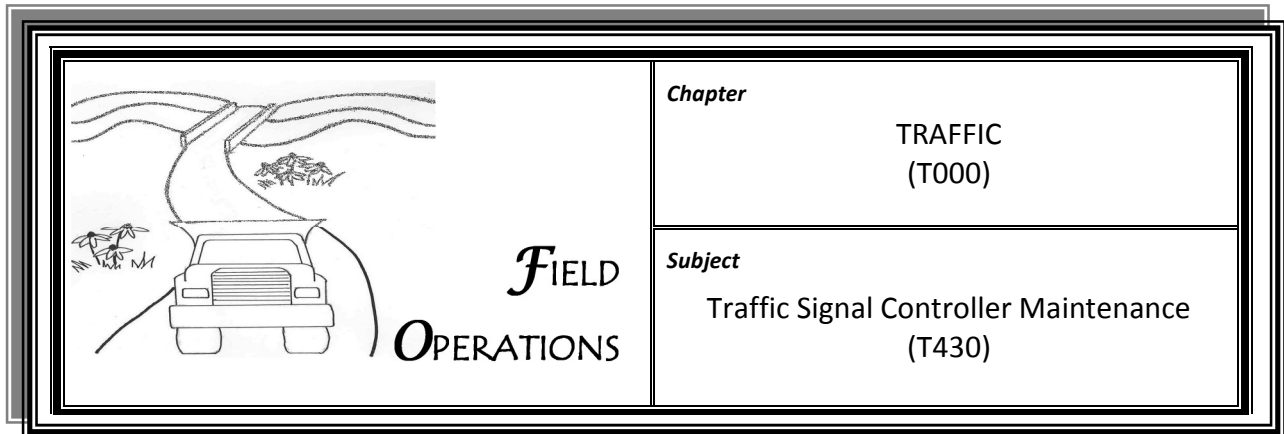 FIELD
OPERATIONS
Chapter
TRAFFIC
(T000)
Subject
Traffic Signal Controller Maintenance
(T430)